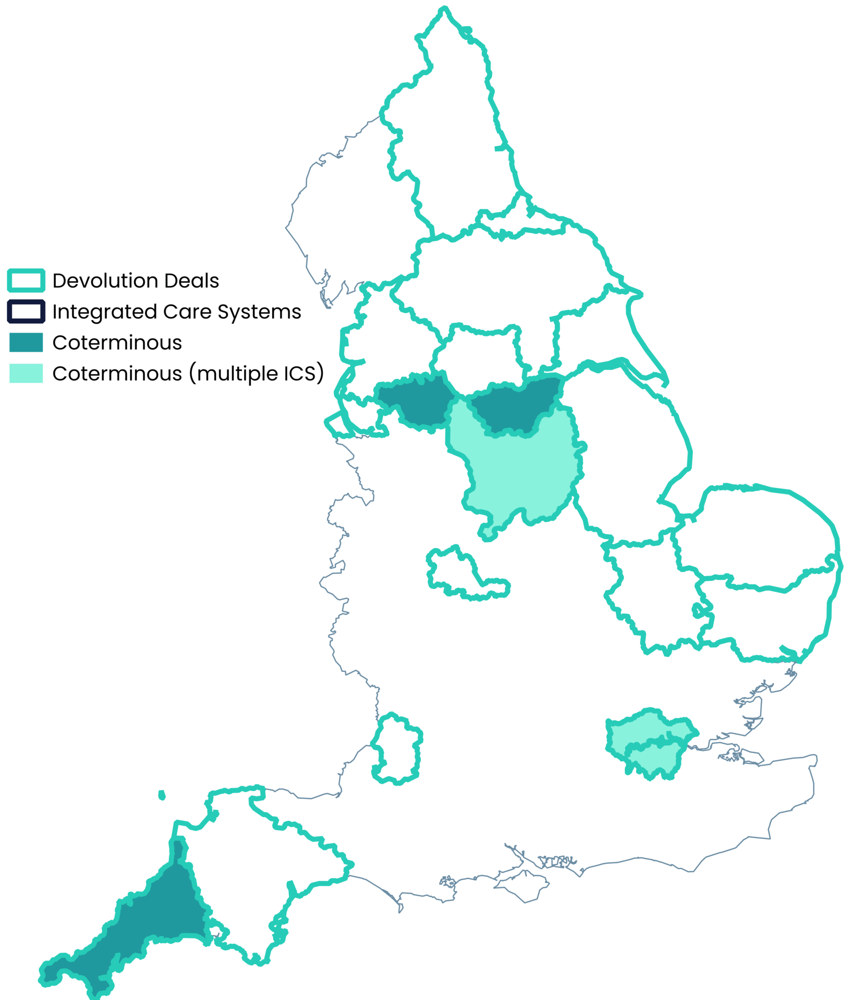 Devolution Deals
Integrated Care Systems
Coterminous
Coterminous (multiple ICS)